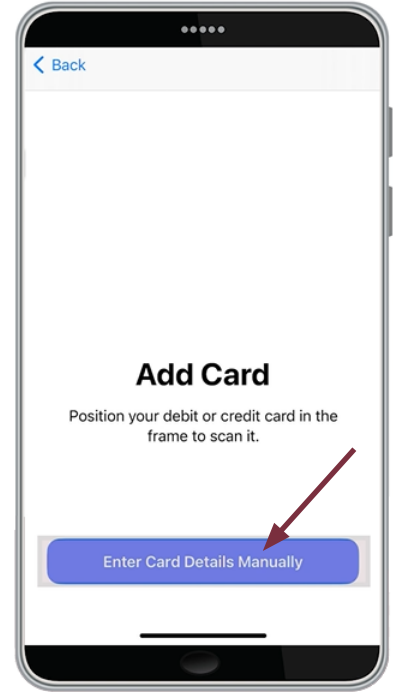 Back
Add Card
Position your debit or credit card in the
frame to scan it.
Enter Card Details Manually